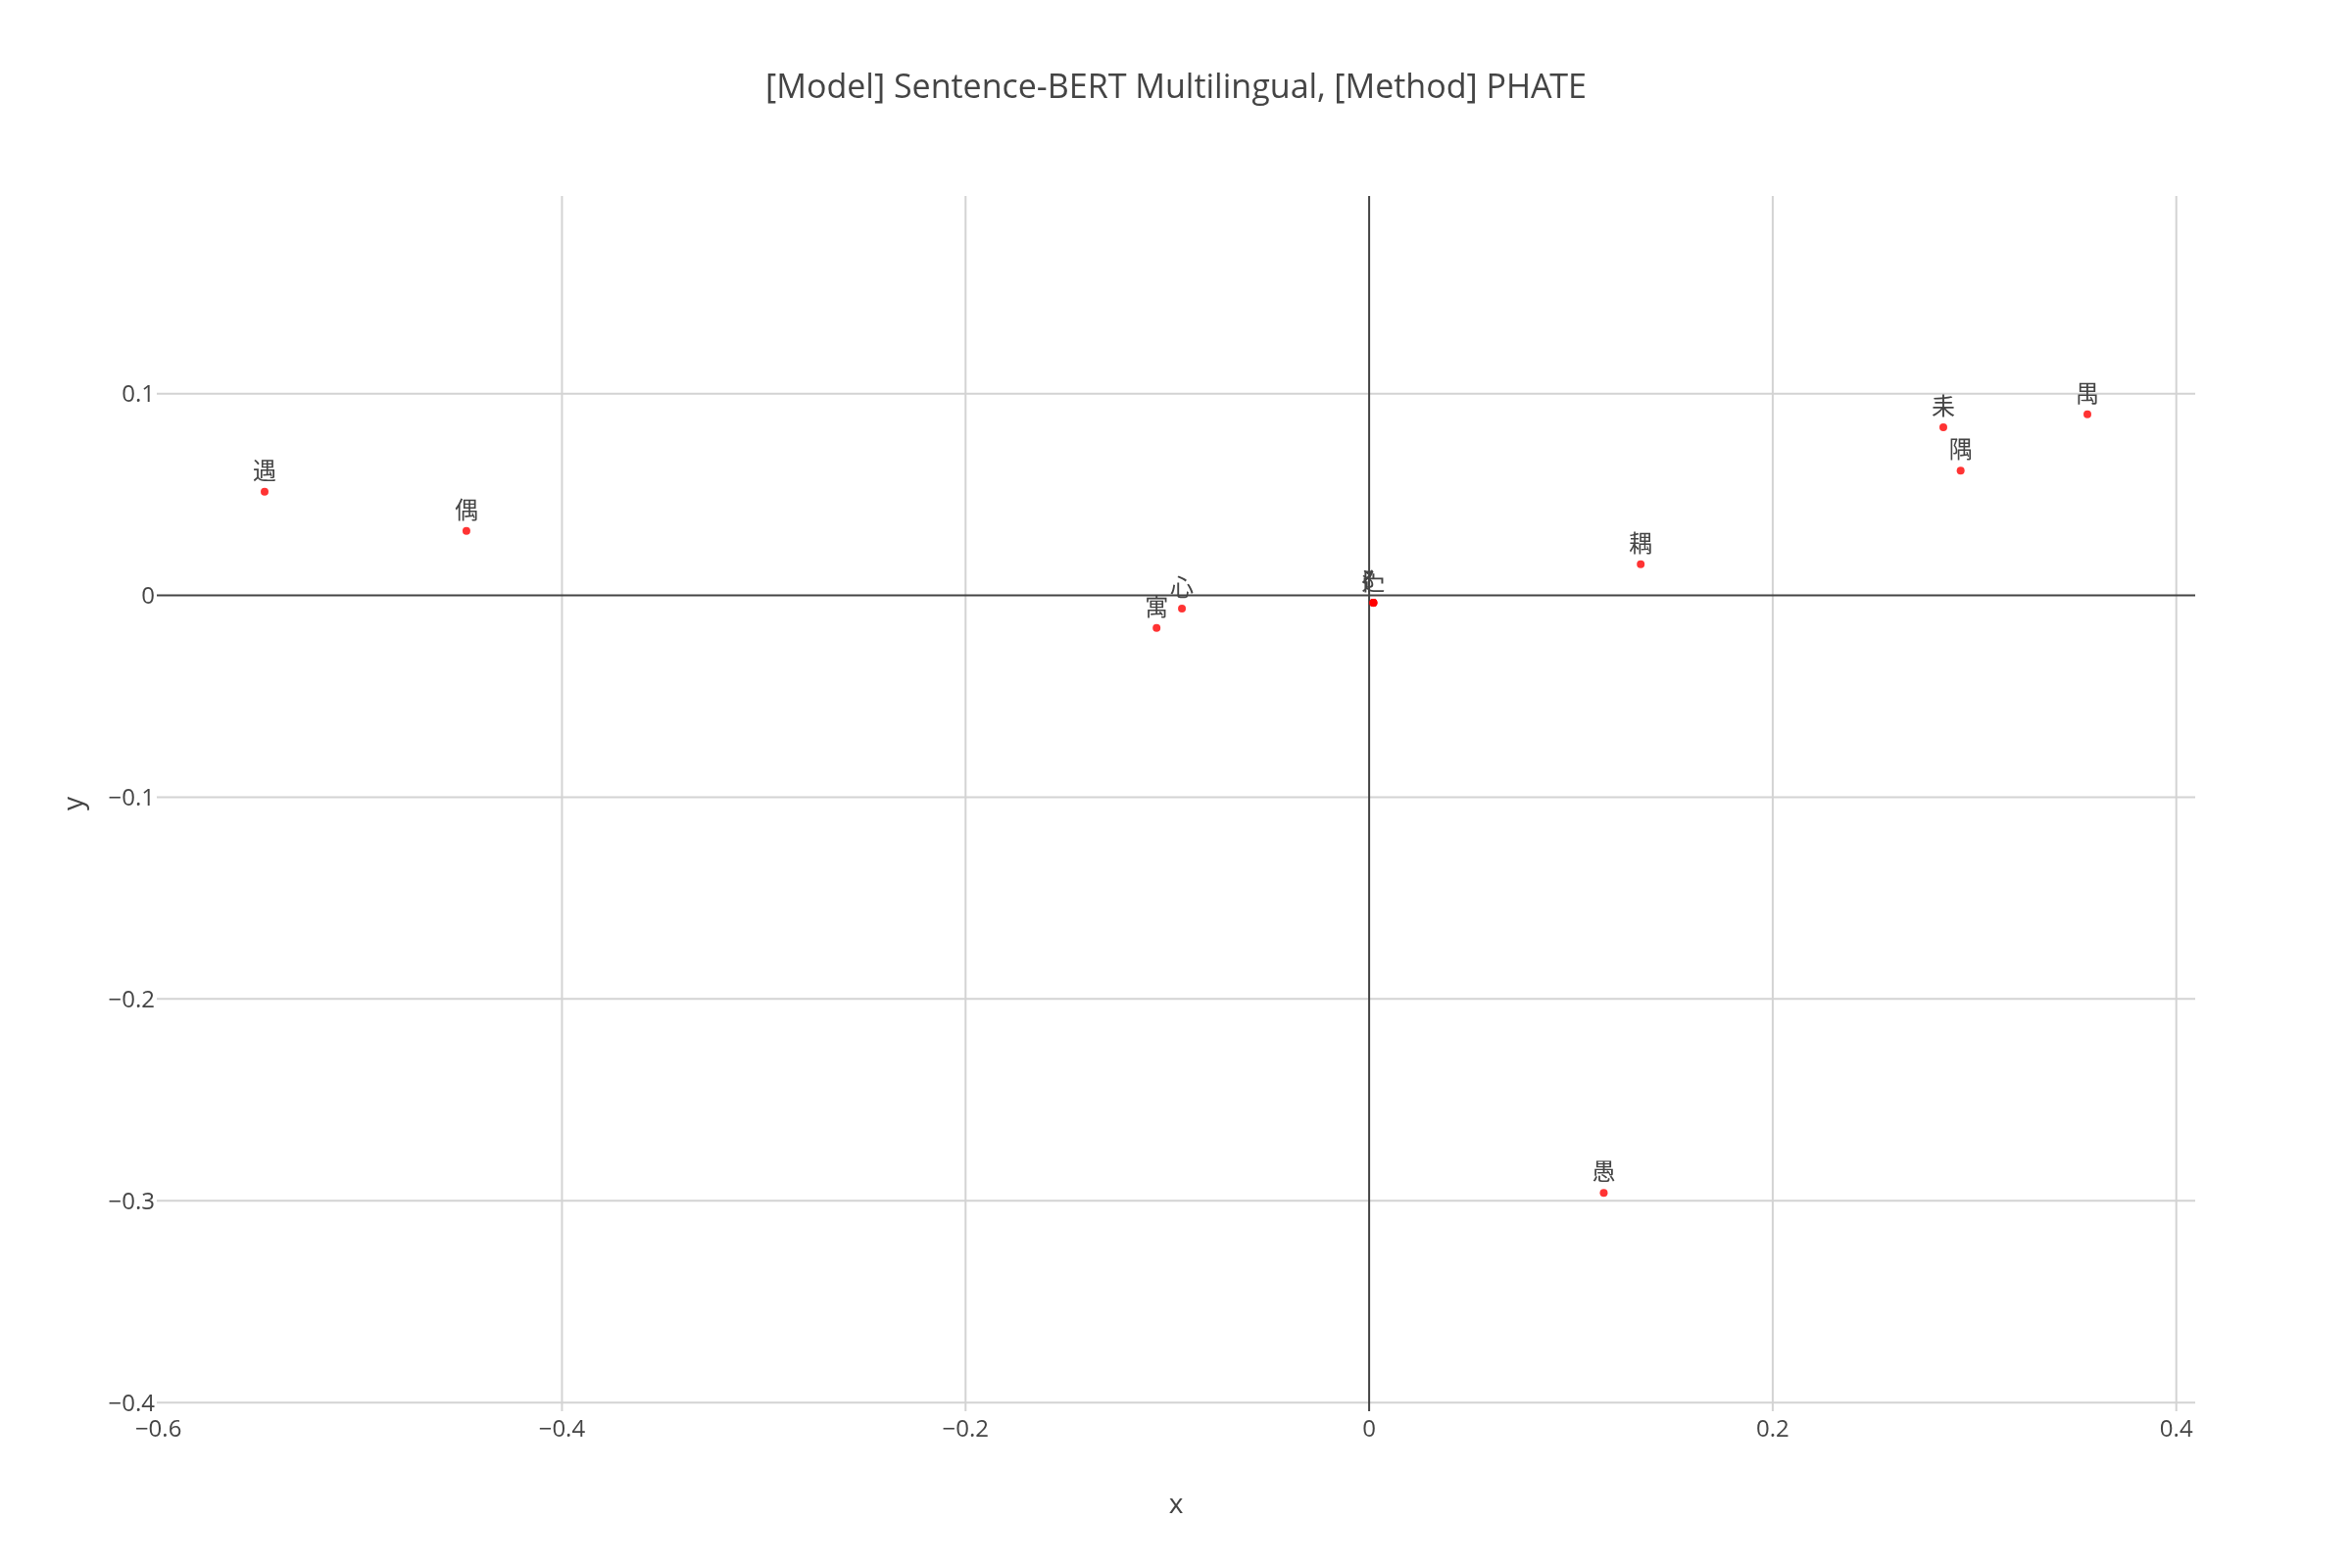 [Model] Sentence-BERT Multilingual, [Method] PHATE
禺
耒
隅
遇
偶
耦
心
寓
愚
0.1
0
−0.1
−0.2
−0.3
−0.4
y
−0.6
−0.4
−0.2
0
0.2
0.4
x